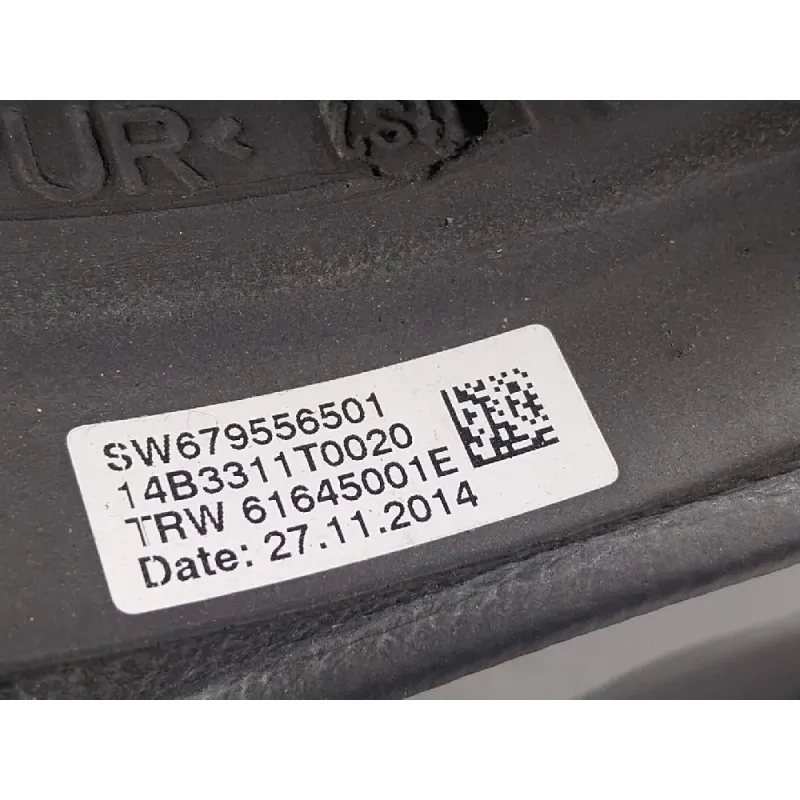 UR<
SW679556501
14B3311T0020
TRW 61645001E
Date: 27.11.2014